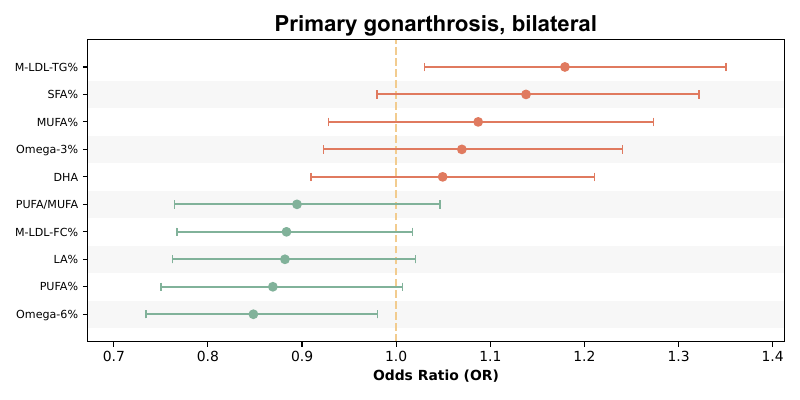 Primary gonarthrosis, bilateral
M-LDL-TG%
SFA%
MUFA%
Omega-3%
DHA
PUFA/MUFA
M-LDL-FC%
LA%
PUFA%
Omega-6%
0.7 0.8 0.9 1.0 1.1 1.2 1.3 1.4
Odds Ratio (OR)